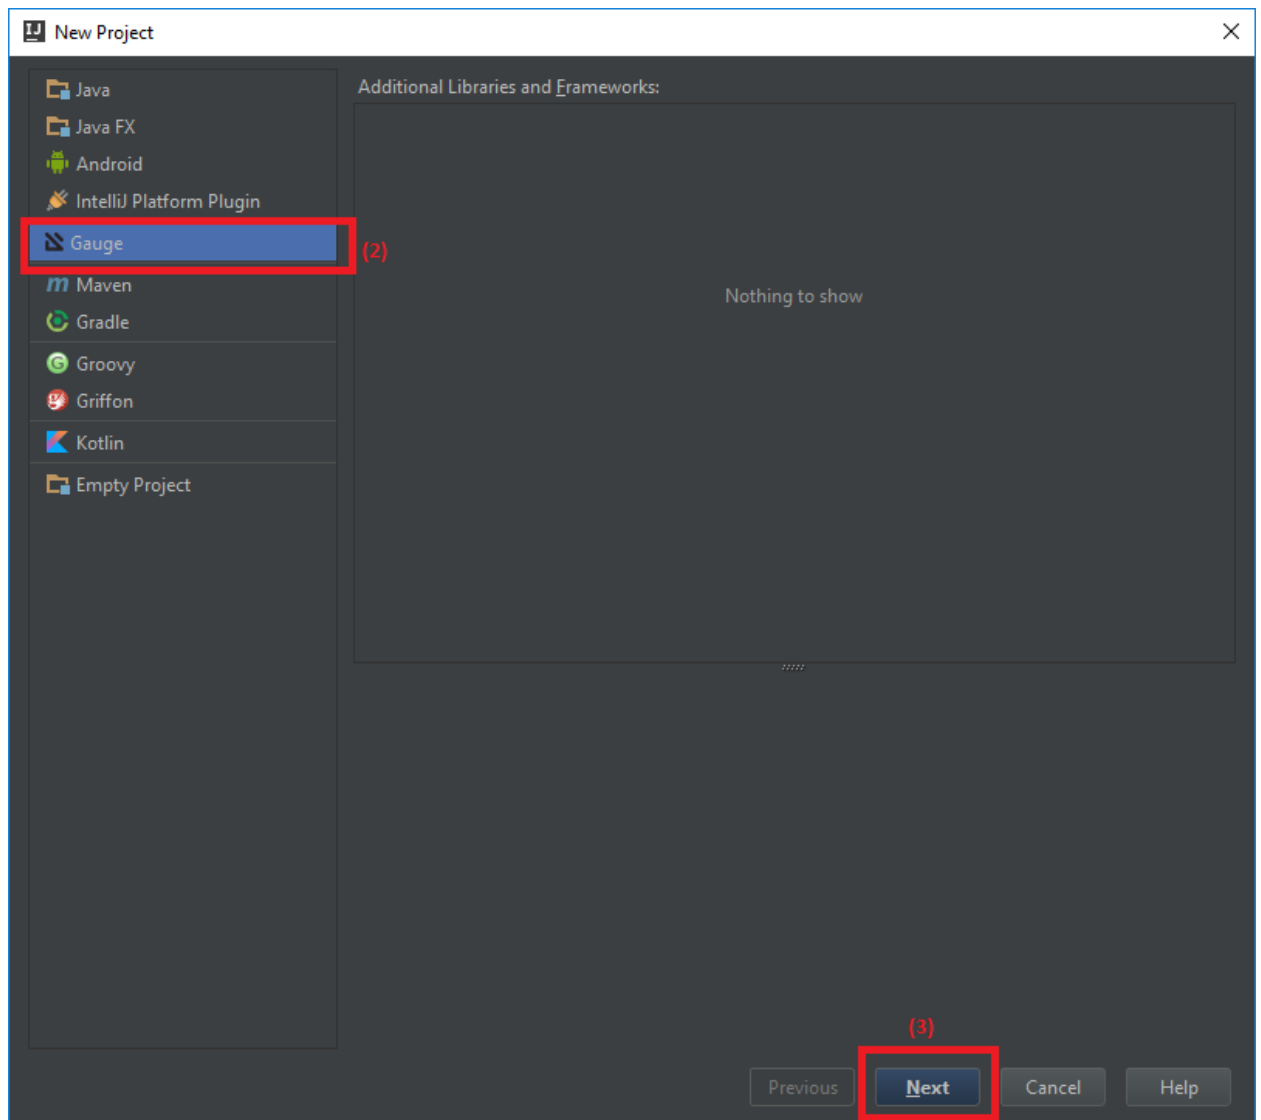 New Project
Java
Java FX
Android
IntelliJ Platform Plugin
Gauge
(2)
Maven
Gradle
Groovy
Griffon
Kotlin
Empty Project
Additional Libraries and Frameworks:
Nothing to show
(3)
Previous
Next
Cancel
Help